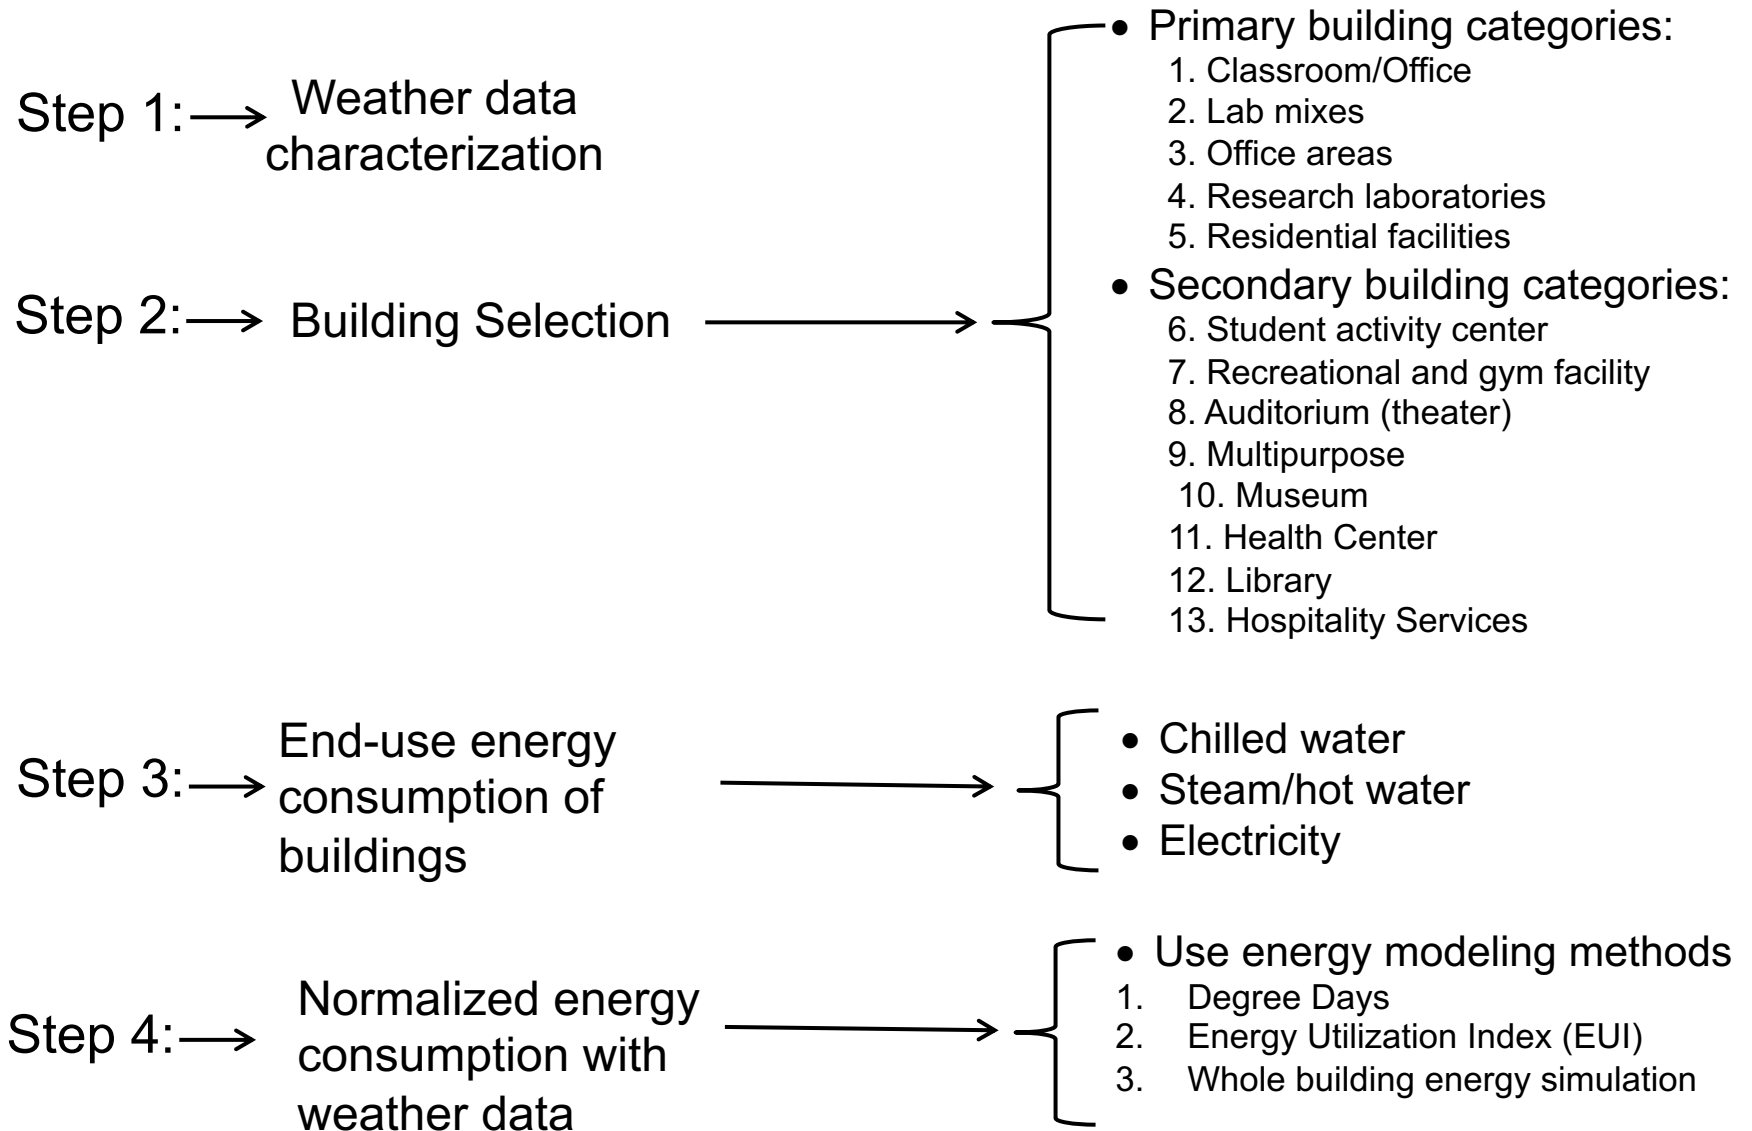 Step 1:
Weather data
characterization
Step 2:
Building Selection
• Primary building categories:
1. Classroom/Office
2. Lab mixes
3. Office areas
4. Research laboratories
5. Residential facilities
• Secondary building categories:
6. Student activity center
7. Recreational and gym facility
8. Auditorium (theater)
9. Multipurpose
10. Museum
11. Health Center
12. Library
13. Hospitality Services
Step 3:
End-use energy
consumption of
buildings
• Chilled water
• Steam/hot water
• Electricity
Step 4:
Normalized energy
consumption with
weather data
• Use energy modeling methods
1. Degree Days
2. Energy Utilization Index (EUI)
3. Whole building energy simulation